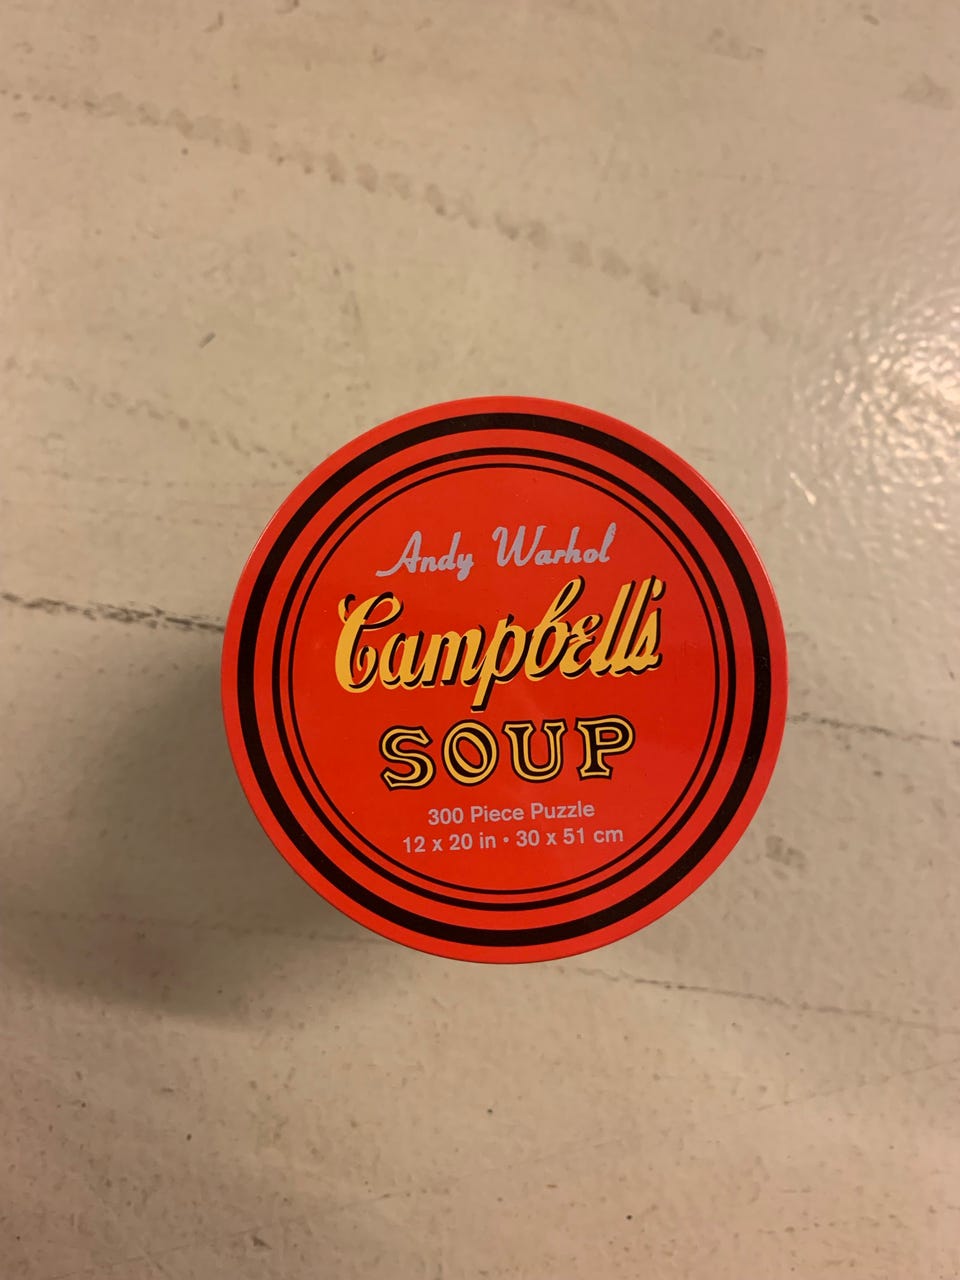 Andy Warhol
Campbell's
SOUP
300 Piece Puzzle
12 x 20 in • 30 x 51 cm